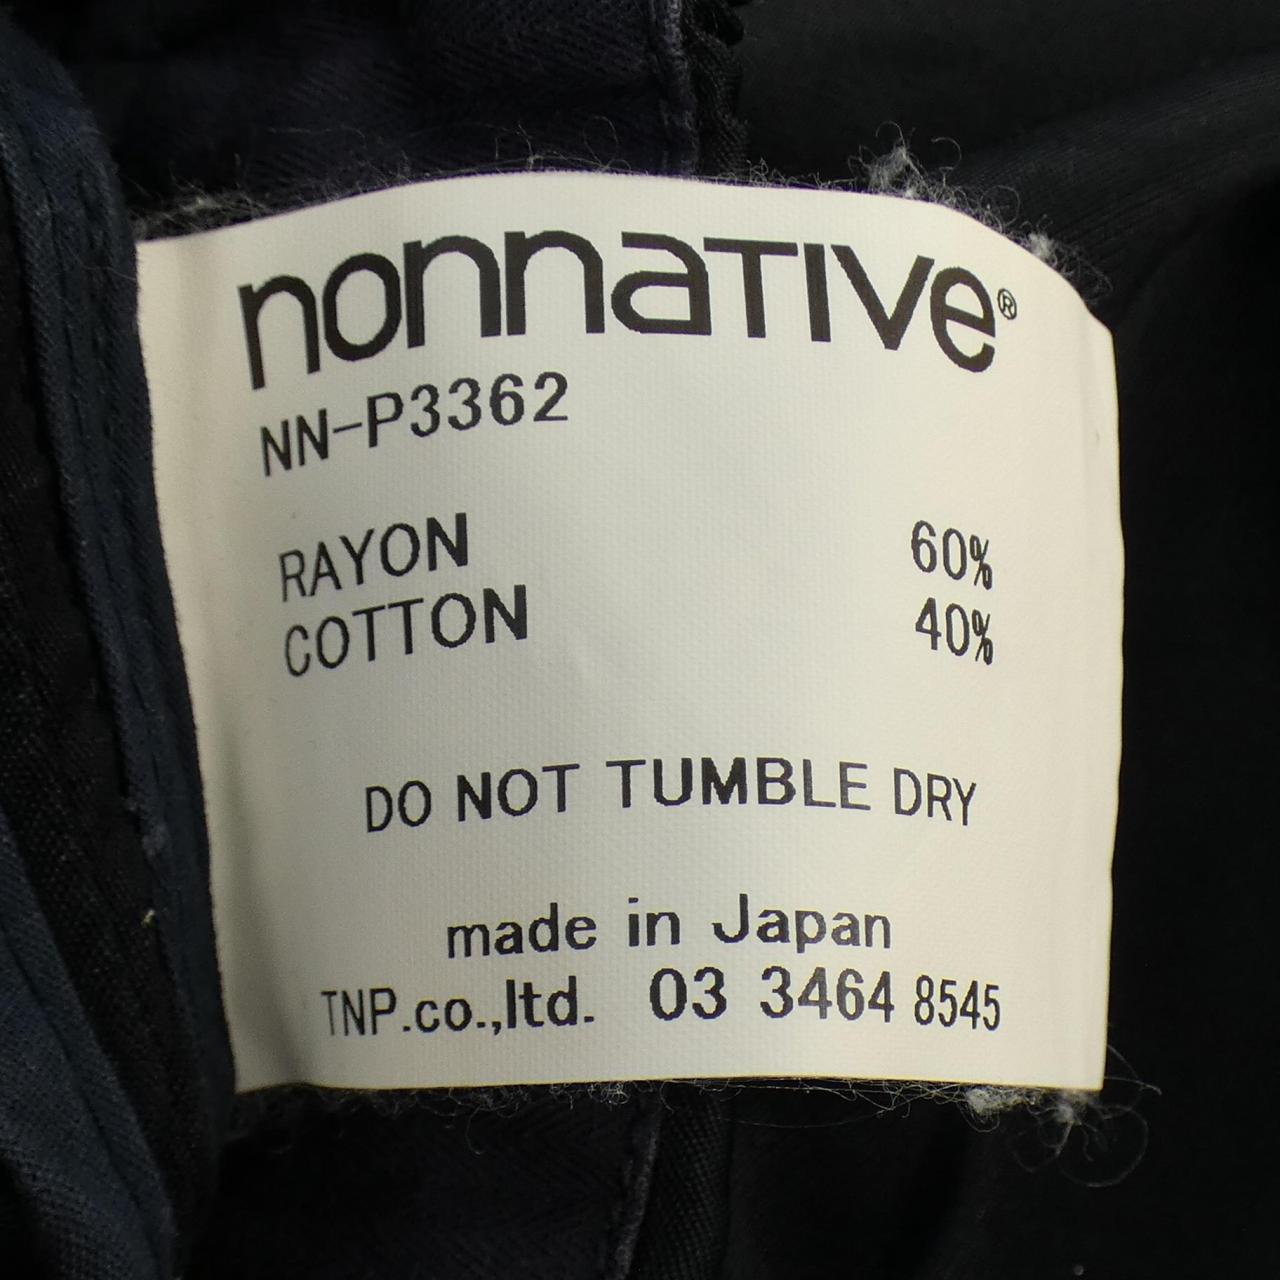 nonnaTIVe®
NN-P3362
RAYON 60%
COTTON 40%
DO NOT TUMBLE DRY
made in Japan
TNP.co.,ltd. 03 3464 8545